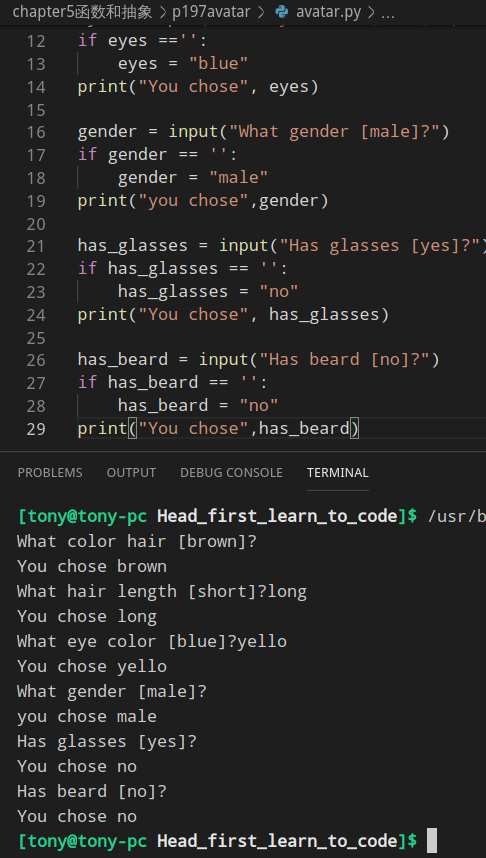 chapter5函数和抽象 > p197avatar > avatar.py > ...
12 if eyes =='':
13     eyes = "blue"
14 print("You chose", eyes)
15
16 gender = input("What gender [male]?")
17 if gender == '':
18     gender = "male"
19 print("you chose",gender)
20
21 has_glasses = input("Has glasses [yes]?")
22 if has_glasses == '':
23     has_glasses = "no"
24 print("You chose", has_glasses)
25
26 has_beard = input("Has beard [no]?")
27 if has_beard == '':
28     has_beard = "no"
29 print("You chose",has_beard)
PROBLEMS OUTPUT DEBUG CONSOLE TERMINAL
[tony@tony-pc Head_first_learn_to_code]$ /usr/b
What color hair [brown]?
You chose brown
What hair length [short]?long
You chose long
What eye color [blue]?yello
You chose yello
What gender [male]?
you chose male
Has glasses [yes]?
You chose no
Has beard [no]?
You chose no
[tony@tony-pc Head_first_learn_to_code]$